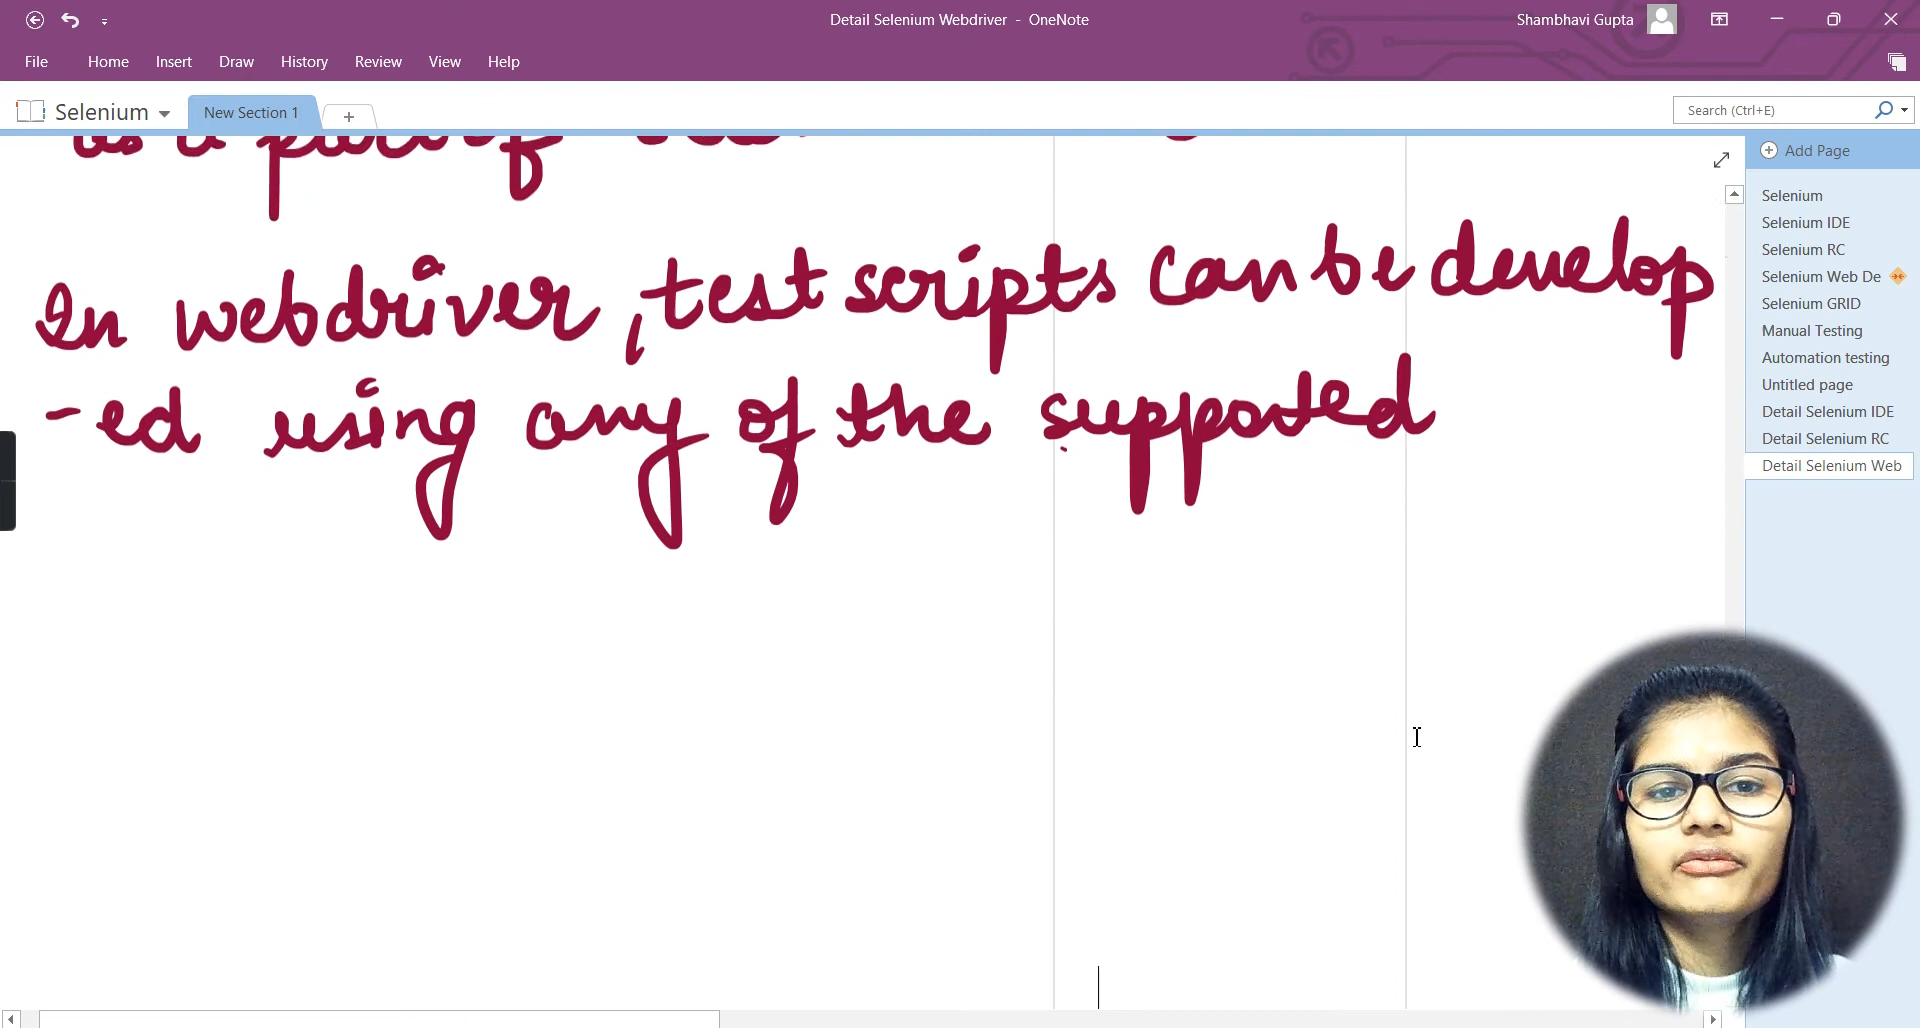 Detail Selenium Webdriver - OneNote
Shambhavi Gupta
File Home Insert Draw History Review View Help
Selenium
New Section 1
+
Search (Ctrl+E)
Add Page
Selenium
Selenium IDE
Selenium RC
Selenium Web De
Selenium GRID
Manual Testing
Automation testing
Untitled page
Detail Selenium IDE
Detail Selenium RC
Detail Selenium Web
In webdriver, test scripts can be develop
-ed using any of the supported